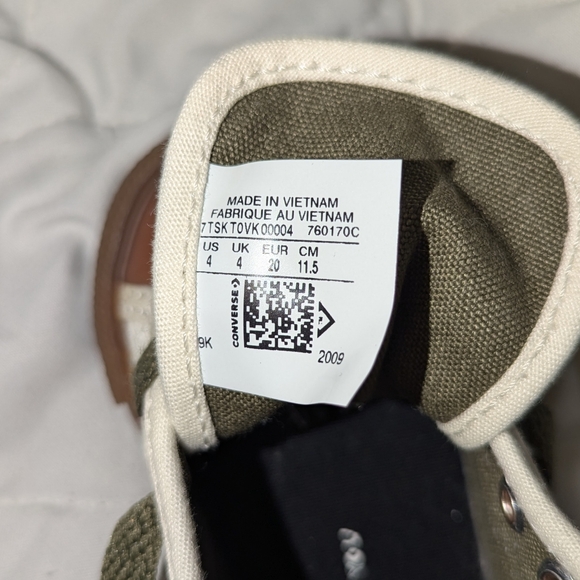 MADE IN VIETNAM
FABRIQUE AU VIETNAM
7TSK T0VK 00004 760170C
US UK EUR CM
4 4 20 11.5
CONVERSE
9K
2009